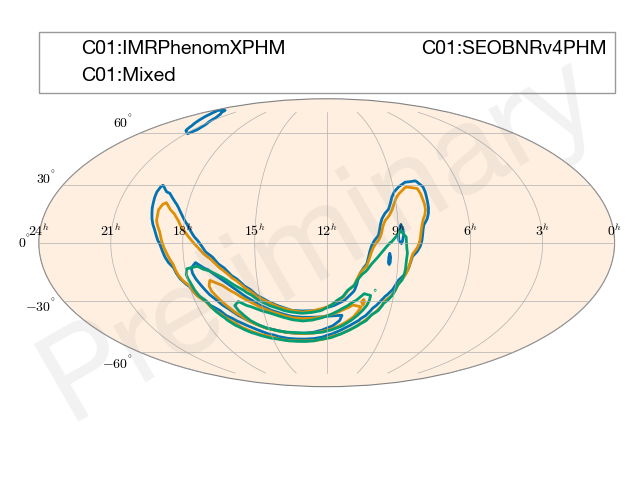 C01:IMRPhenomXPHM C01:SEOBNRv4PHM
C01:Mixed
60°
30°
24h 21h 18h 15h 12h 9h 6h 3h 0h
0°
−30°
−60°
Preliminary